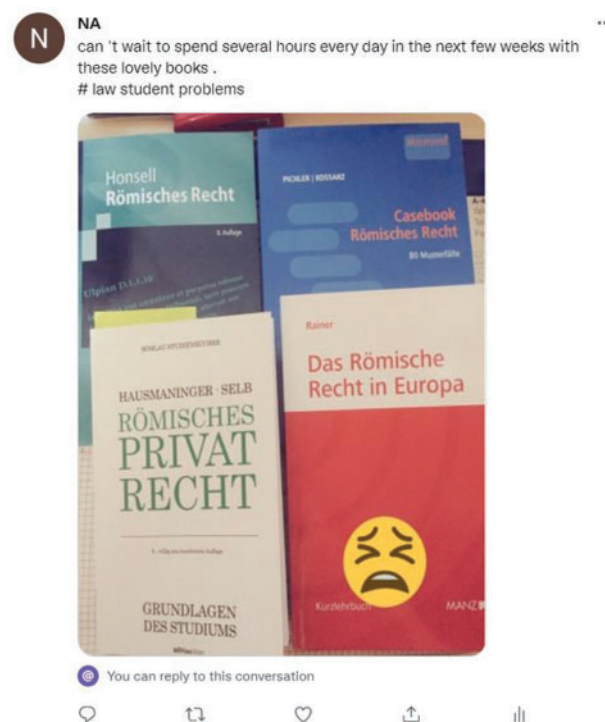 N
NA
can 't wait to spend several hours every day in the next few weeks with
these lovely books .
# law student problems
Honsell
Römisches Recht
Ulpian D.1.1.10
PICHLER | KOSSARZ
Casebook
Römisches Recht
80 Musterfälle
HAUSMANINGER · SELB
RÖMISCHES
PRIVAT
RECHT
GRUNDLAGEN
DES STUDIUMS
Rainer
Das Römische
Recht in Europa
Kurzlehrbuch
MANZ
@ You can reply to this conversation